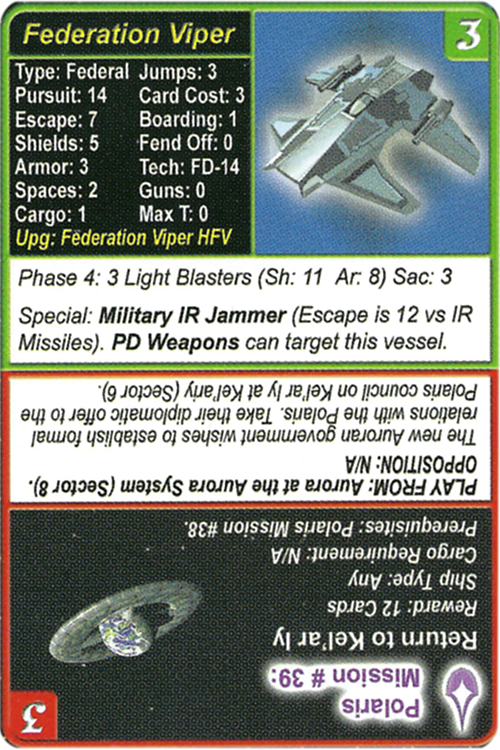 Federation Viper
3
Type: Federal Jumps: 3
Pursuit: 14 Card Cost: 3
Escape: 7 Boarding: 1
Shields: 5 Fend Off: 0
Armor: 3 Tech: FD-14
Spaces: 2 Guns: 0
Cargo: 1 Max T: 0
Upg: Federation Viper HFV
Phase 4: 3 Light Blasters (Sh: 11 Ar: 8) Sac: 3
Special: Military IR Jammer (Escape is 12 vs IR
Missiles). PD Weapons can target this vessel.
3
Polaris
Mission # 39:
Return to Kel'ar Iy
Reward: 12 Cards
Ship Type: Any
Cargo Requirement: N/A
Prerequisites: Polaris Mission #38.
PLAY FROM: Aurora at the Aurora System (Sector 8).
OPPOSITION: N/A
The new Auroran government wishes to establish formal
relations with the Polaris. Take their diplomatic offer to the
Polaris council on Kel'ar Iy at Kel'ariy (Sector 6).